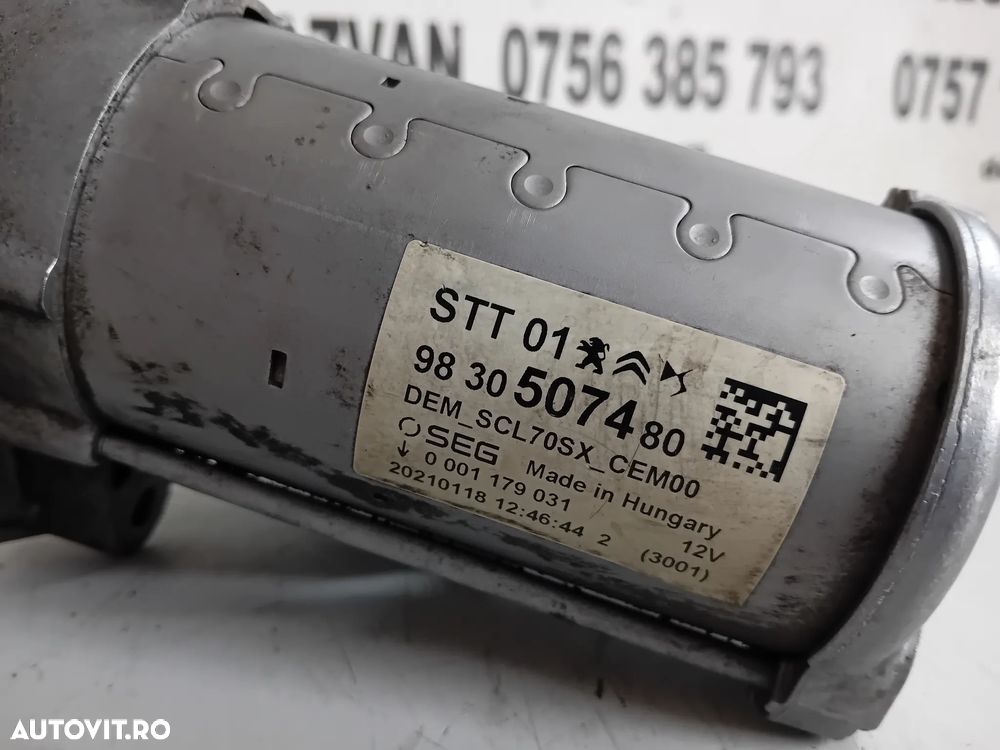 ZVAN 0756 385 793 0757
STT 01
98 30 5074 80
DEM_SCL70SX_CEM00
SEG Made in Hungary
0 001 179 031 12V
20210118 12:46:44 2 (3001)
AUTOVIT.RO